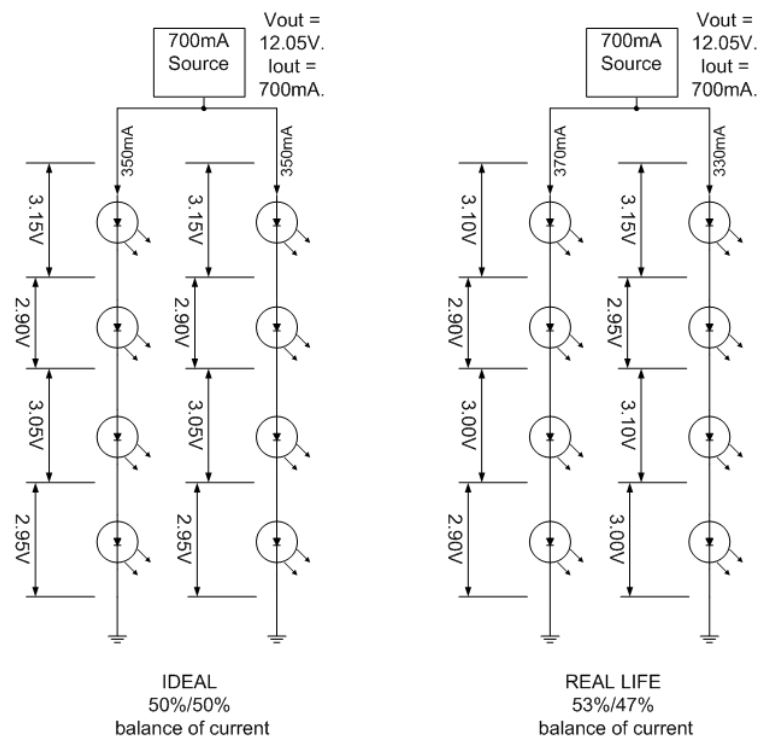 700mA
Source
Vout =
12.05V.
Iout =
700mA.
350mA
350mA
3.15V
3.15V
2.90V
2.90V
3.05V
3.05V
2.95V
2.95V
IDEAL
50%/50%
balance of current
700mA
Source
Vout =
12.05V.
Iout =
700mA.
370mA
330mA
3.10V
3.15V
2.90V
2.95V
3.00V
3.10V
2.90V
3.00V
REAL LIFE
53%/47%
balance of current